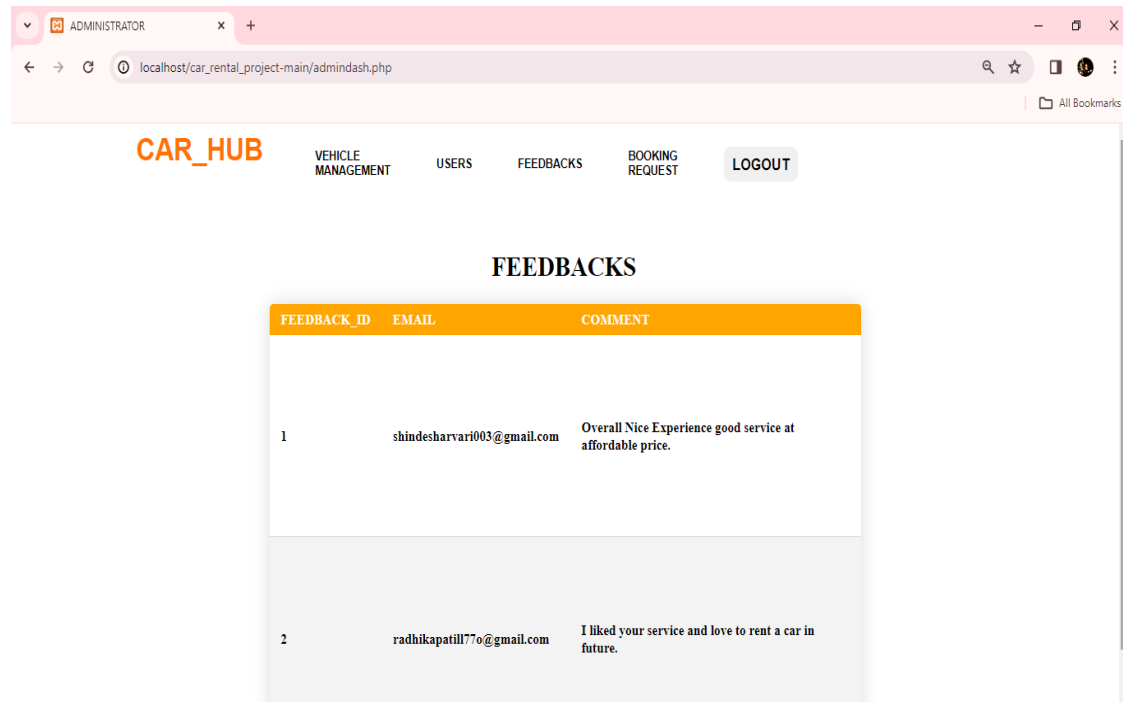 ADMINISTRATOR
localhost/car_rental_project-main/admindash.php
All Bookmarks
CAR_HUB
VEHICLE
MANAGEMENT
USERS
FEEDBACKS
BOOKING
REQUEST
LOGOUT
FEEDBACKS
FEEDBACK_ID EMAIL COMMENT
1 shindesharvari003@gmail.com Overall Nice Experience good service at
affordable price.
2 radhikapatill77o@gmail.com I liked your service and love to rent a car in
future.